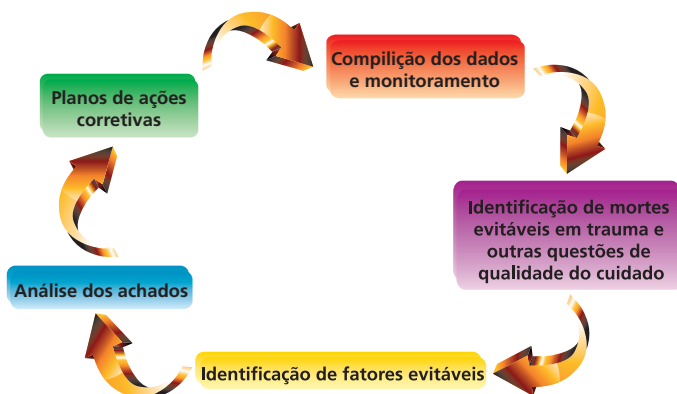 Compilição dos dados
e monitoramento
Identificação de mortes
evitáveis em trauma e
outras questões de
qualidade do cuidado
Identificação de fatores evitáveis
Análise dos achados
Planos de ações
corretivas